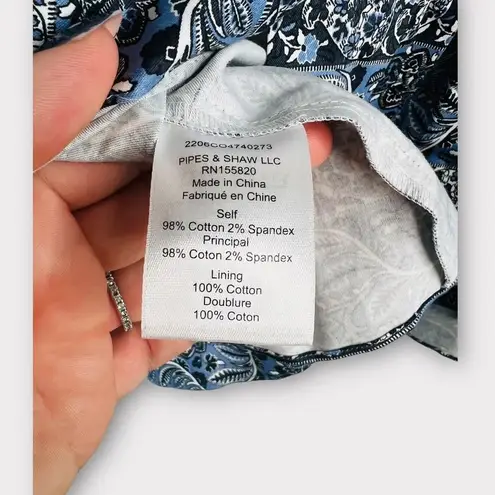 2206CO4740273
PIPES & SHAW LLC
RN155820
Made in China
Fabriqué en Chine
Self
98% Cotton 2% Spandex
Principal
98% Coton 2% Spandex
Lining
100% Cotton
Doublure
100% Coton